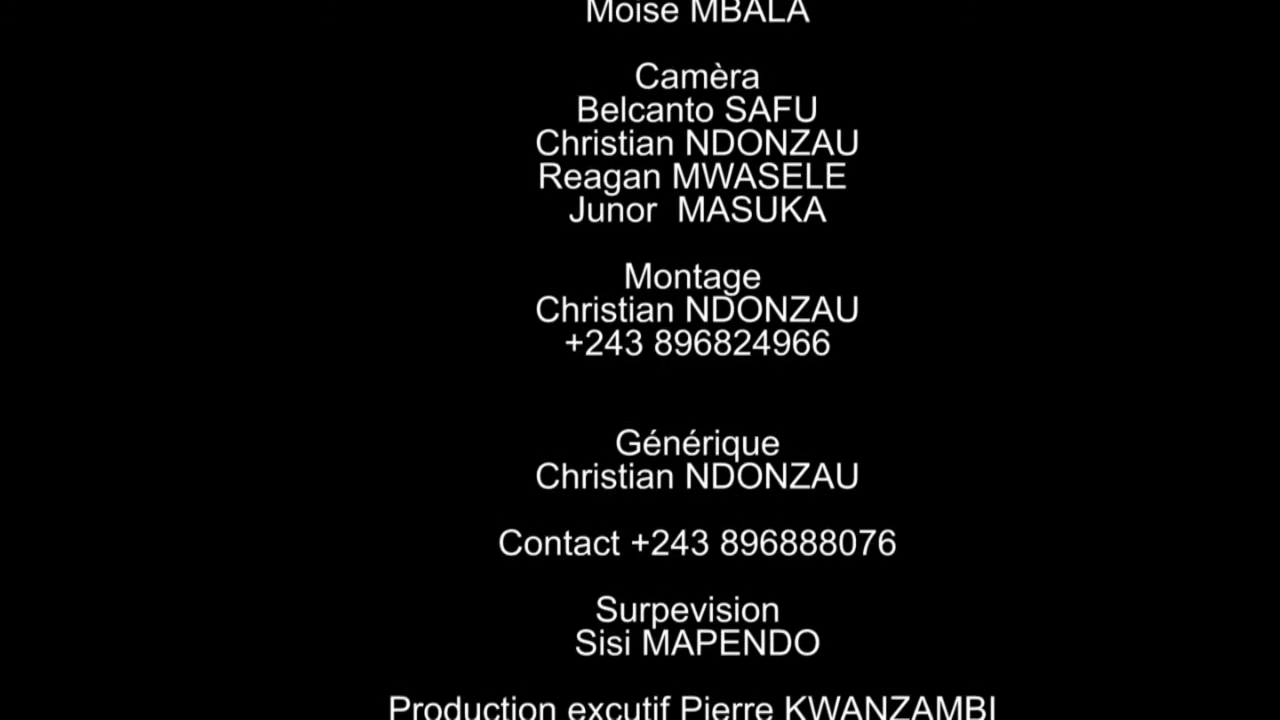 Moise MBALA
Camèra
Belcanto SAFU
Christian NDONZAU
Reagan MWASELE
Junor  MASUKA
Montage
Christian NDONZAU
+243 896824966
Générique
Christian NDONZAU
Contact +243 896888076
Surpevision
Sisi MAPENDO
Production excutif Pierre KWANZAMBI